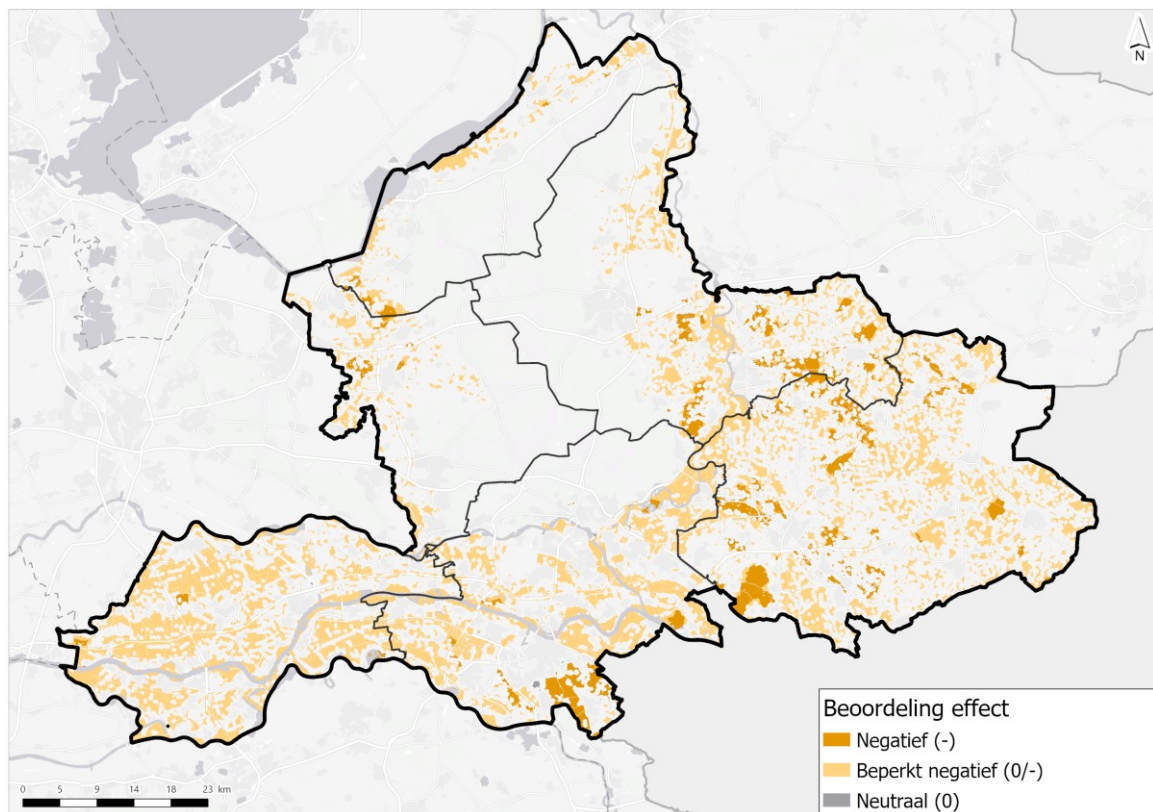 N
Beoordeling effect
Negatief (-)
Beperkt negatief (0/-)
Neutraal (0)
0 5 9 14 18 23 km